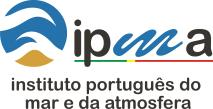 ipma
instituto português do
mar e da atmosfera